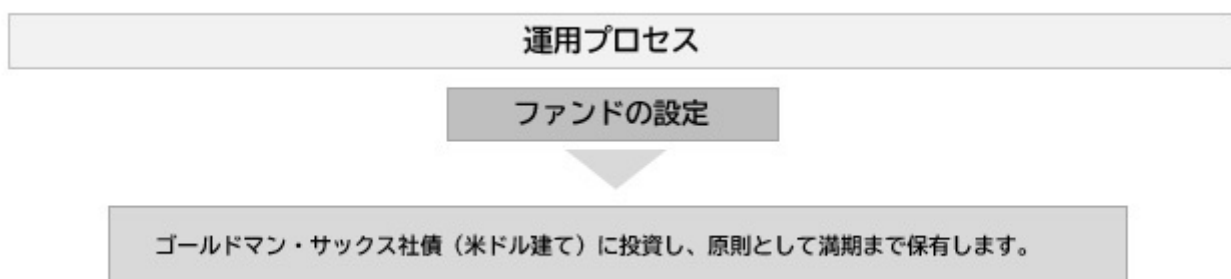 運用プロセス
ファンドの設定
ゴールドマン・サックス社債（米ドル建て）に投資し、原則として満期まで保有します。